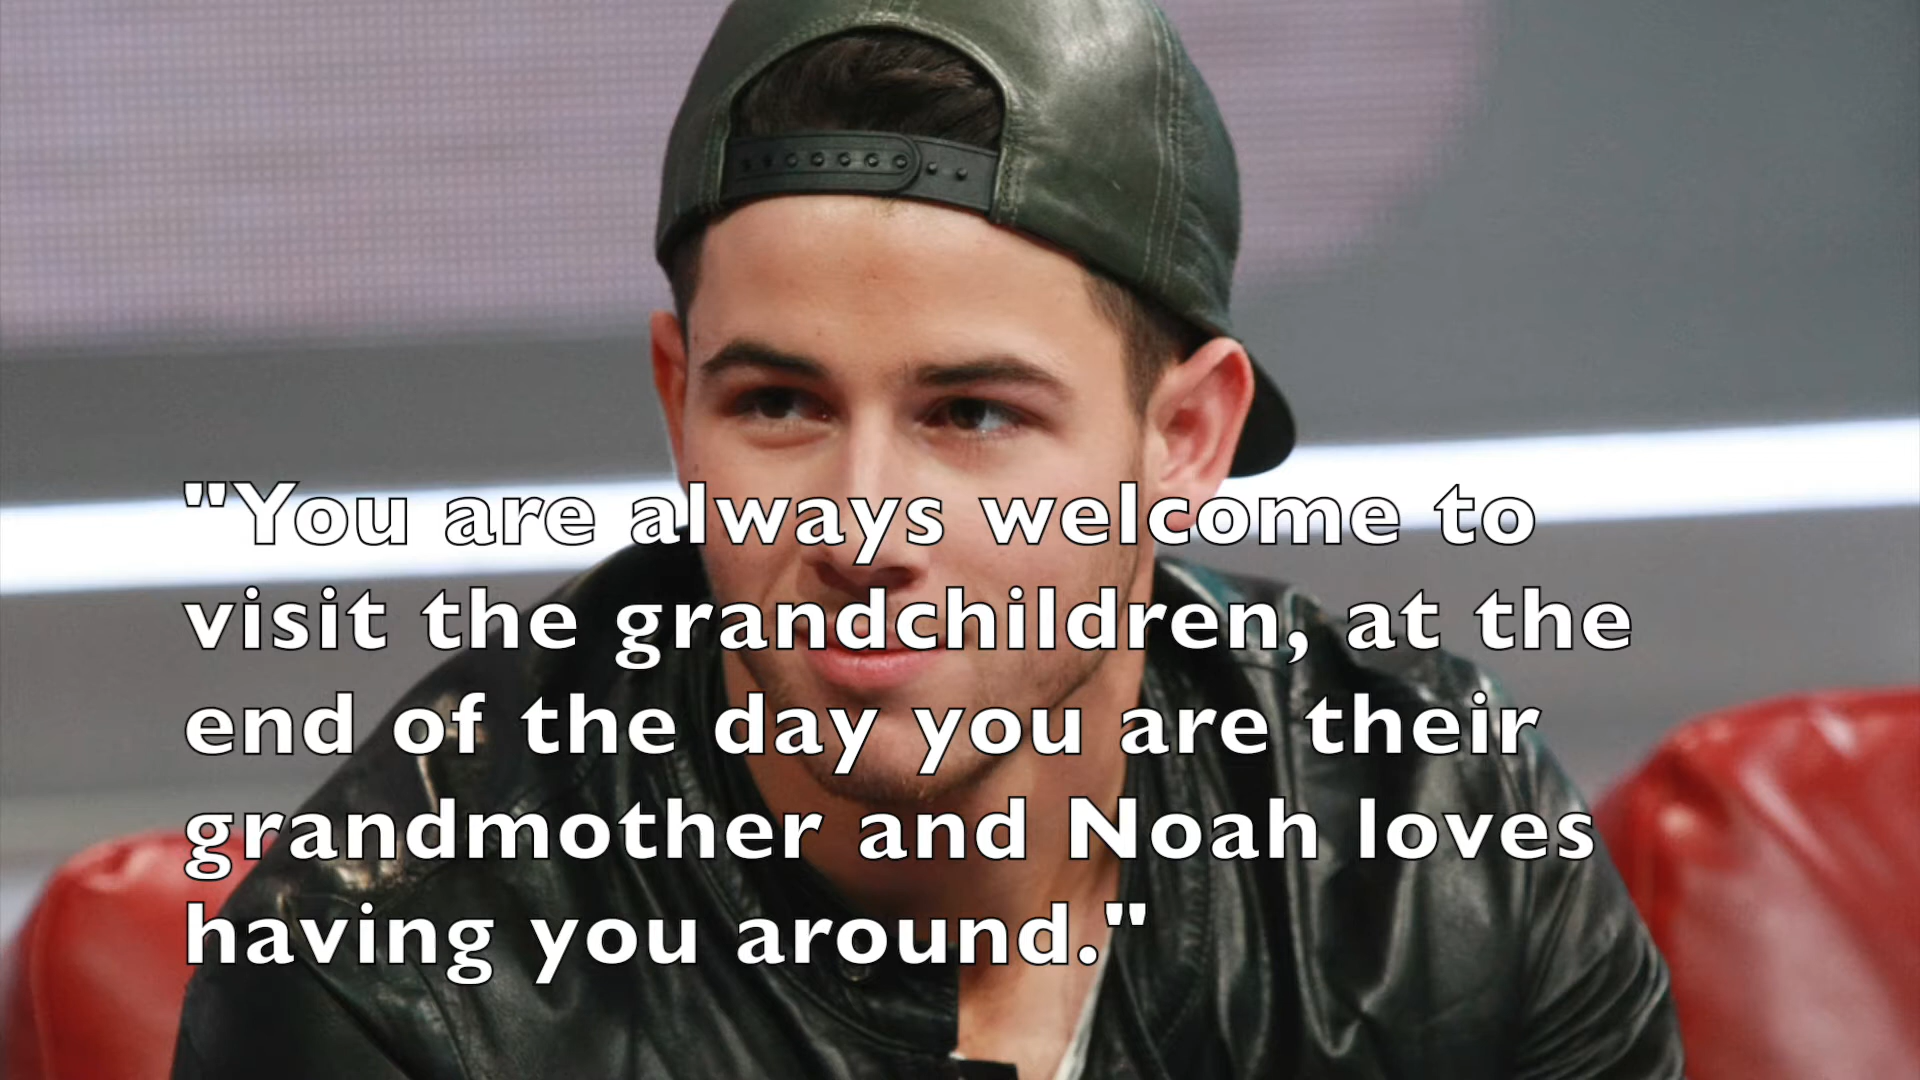 "You are always welcome to
visit the grandchildren, at the
end of the day you are their
grandmother and Noah loves
having you around."